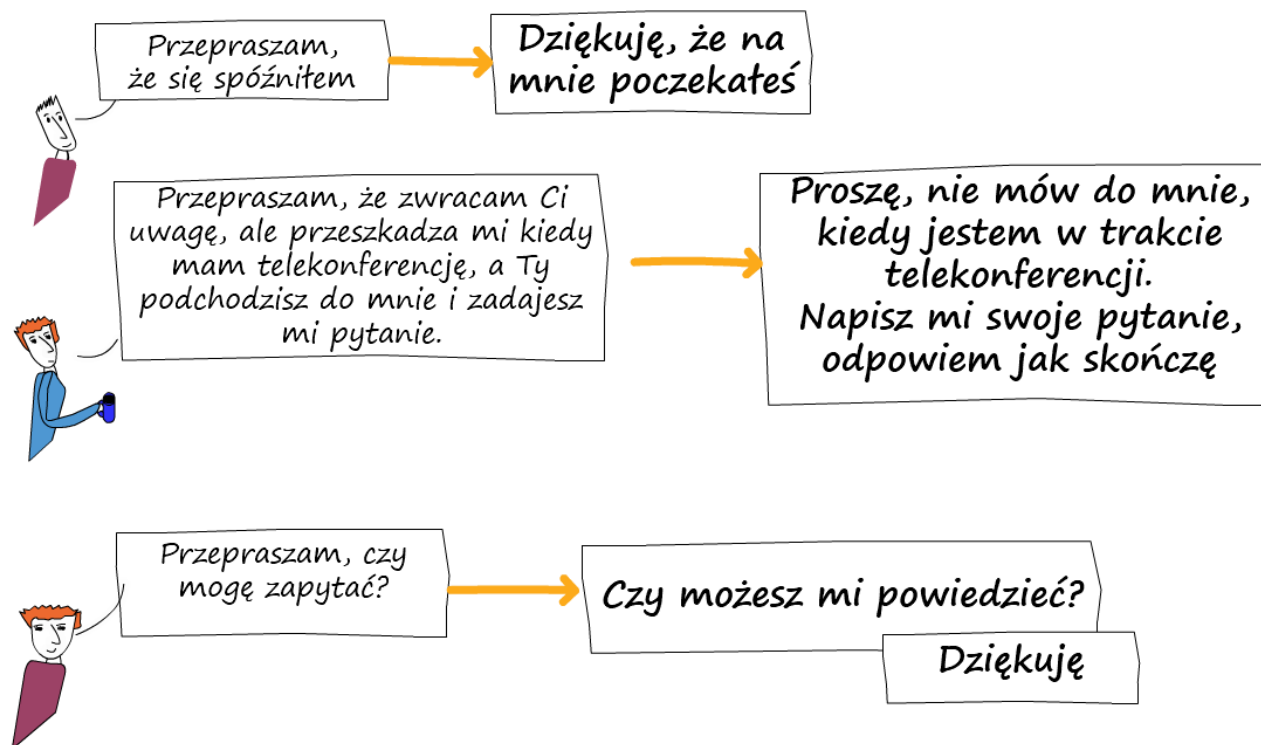 Przepraszam,
że się spóźniłem
Dziękuję, że na
mnie poczekałeś
Przepraszam, że zwracam Ci
uwagę, ale przeszkadza mi kiedy
mam telekonferencję, a Ty
podchodzisz do mnie i zadajesz
mi pytanie.
Proszę, nie mów do mnie,
kiedy jestem w trakcie
telekonferencji.
Napisz mi swoje pytanie,
odpowiem jak skończę
Przepraszam, czy
mogę zapytać?
Czy możesz mi powiedzieć?
Dziękuję